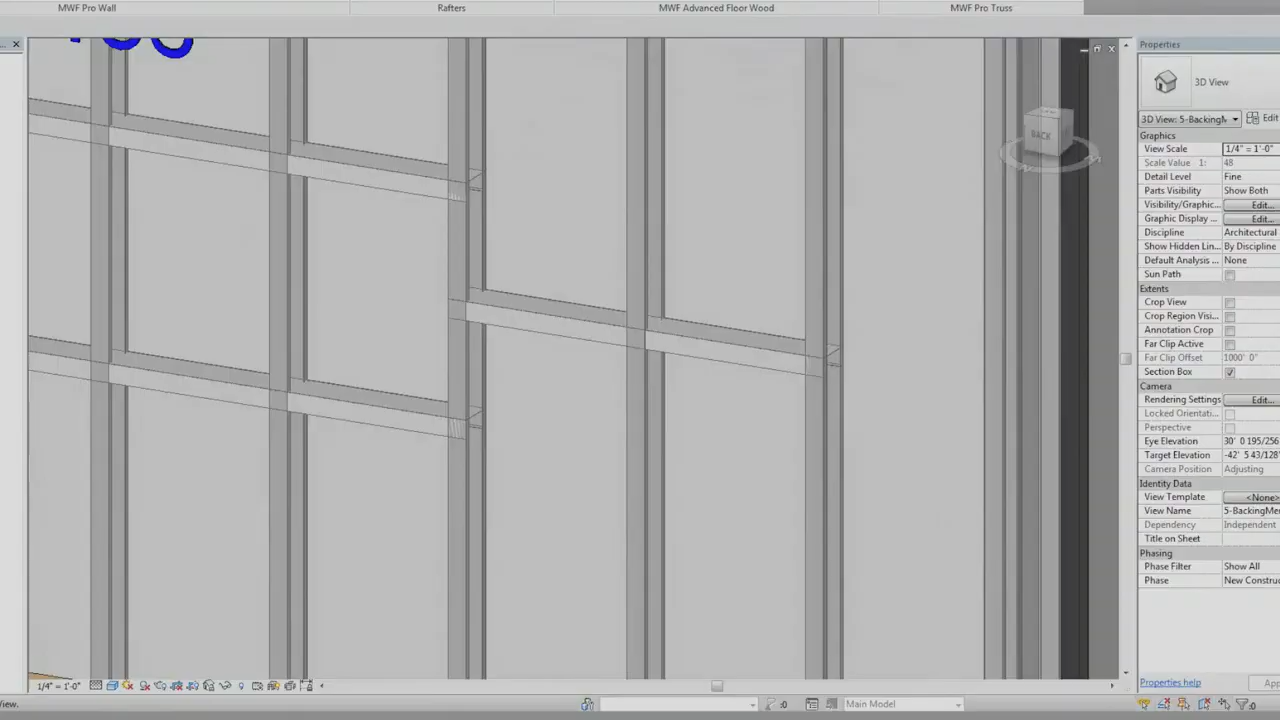 MWF Pro Wall
Rafters
MWF Advanced Floor Wood
MWF Pro Truss
Properties
3D View
3D View: 5-BackingM
Edit
Graphics
View Scale 1/4" = 1'-0"
Scale Value 1: 48
Detail Level Fine
Parts Visibility Show Both
Visibility/Graphic... Edit...
Graphic Display ... Edit...
Discipline Architectural
Show Hidden Lin... By Discipline
Default Analysis ... None
Sun Path
Extents
Crop View
Crop Region Visi...
Annotation Crop
Far Clip Active
Far Clip Offset 1000' 0"
Section Box
Camera
Rendering Settings Edit...
Locked Orientati...
Perspective
Eye Elevation 30' 0 195/256
Target Elevation -42' 5 43/128"
Camera Position Adjusting
Identity Data
View Template <None>
View Name 5-BackingMe
Dependency Independent
Title on Sheet
Phasing
Phase Filter Show All
Phase New Constru
BACK
Properties help
App
1/4" = 1'-0"
View.
:0
Main Model
:0